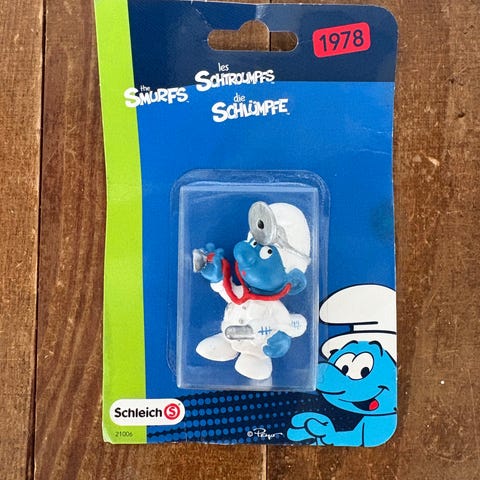 1978
les
SCHTROUMPFS
the
SMURFS
die
SCHLÜMPFE
Schleich S
21006
© Peyo